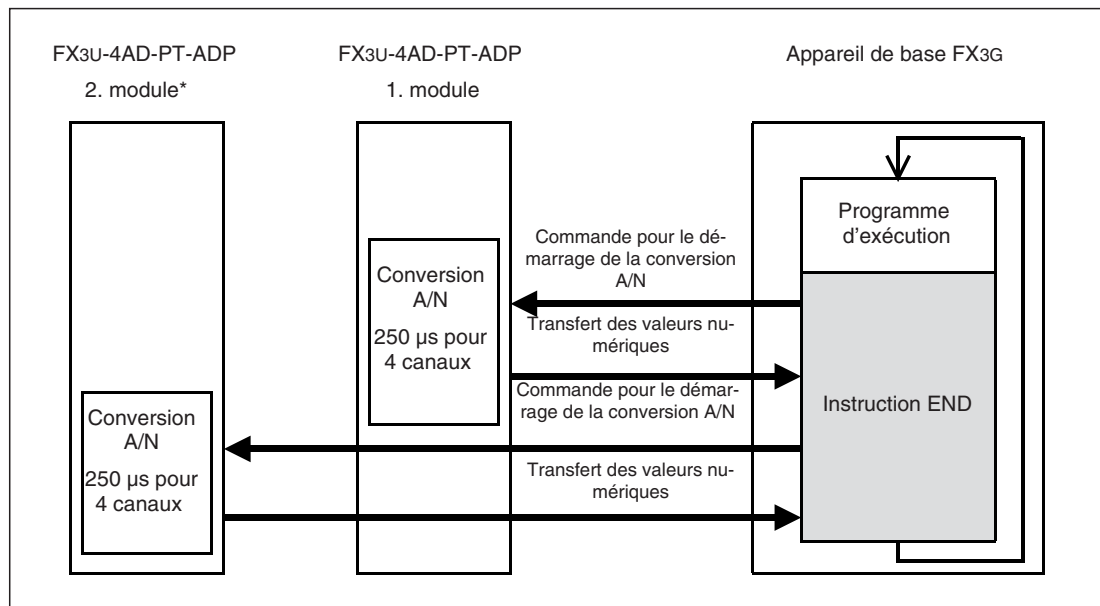 FX3U-4AD-PT-ADP
2. module*
FX3U-4AD-PT-ADP
1. module
Appareil de base FX3G
Programme
d'exécution
Commande pour le dé-
marrage de la conversion
A/N
Conversion
A/N
250 µs pour
4 canaux
Transfert des valeurs nu-
mériques
Commande pour le démar-
rage de la conversion A/N
Instruction END
Conversion
A/N
250 µs pour
4 canaux
Transfert des valeurs nu-
mériques